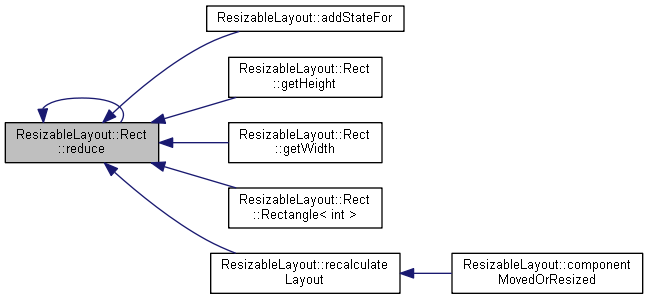 ResizableLayout::addStateFor
ResizableLayout::Rect
::getHeight
ResizableLayout::Rect
::reduce
ResizableLayout::Rect
::getWidth
ResizableLayout::Rect
::Rectangle< int >
ResizableLayout::recalculate
Layout
ResizableLayout::component
MovedOrResized